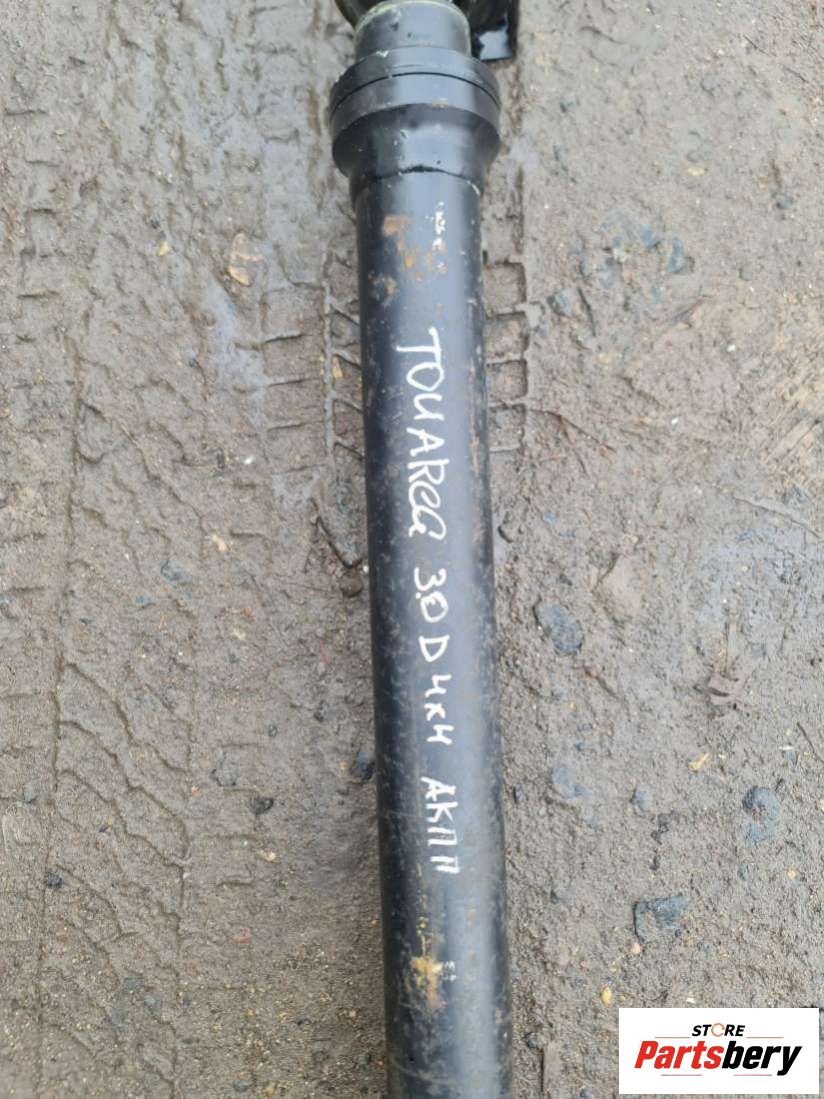 TOUAREG 3.0 D 4x4 АКПП
STORE
Partsbery